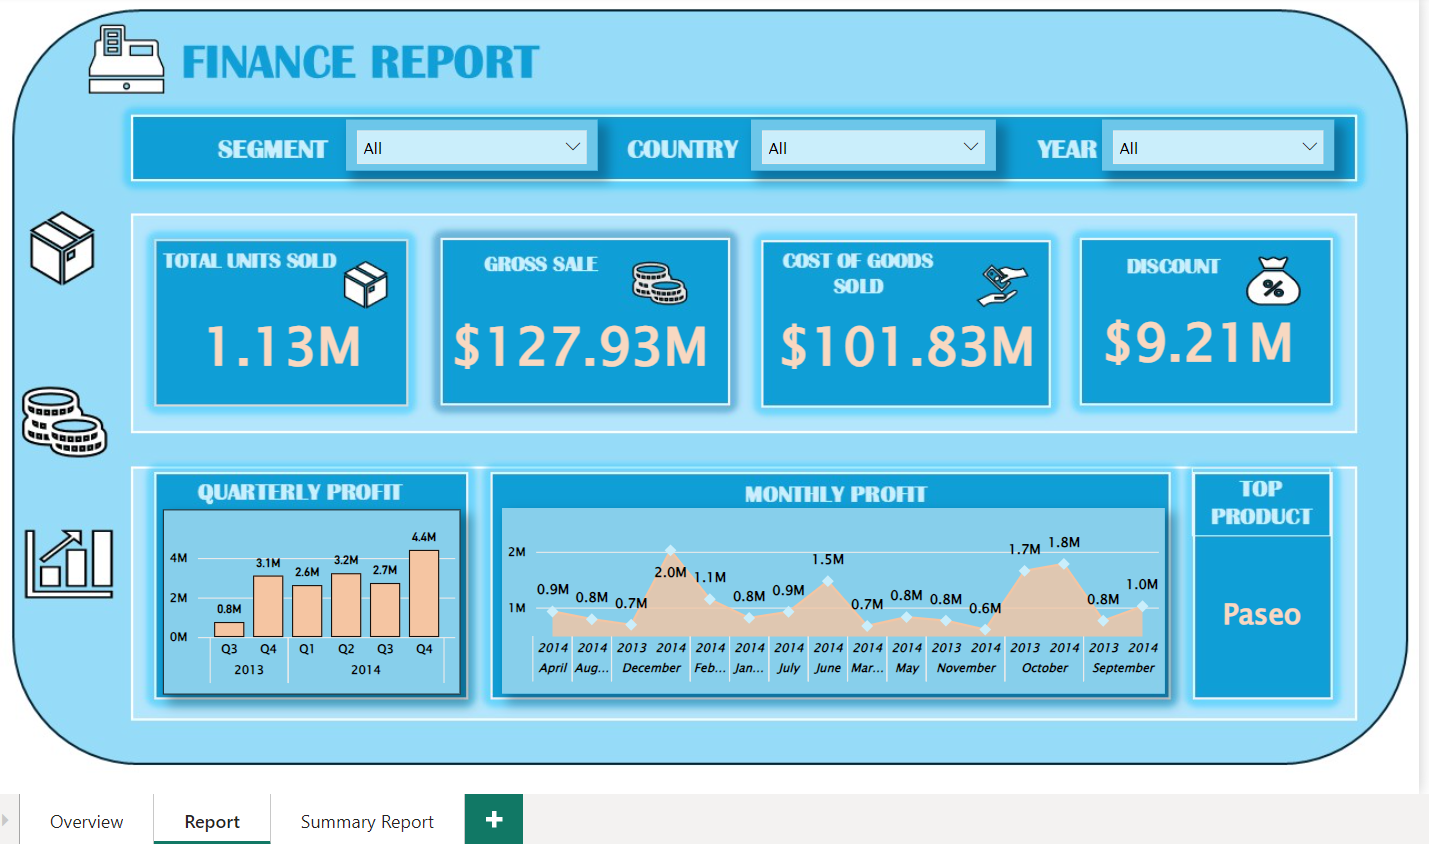 FINANCE REPORT
SEGMENT All COUNTRY All YEAR All
TOTAL UNITS SOLD
1.13M
GROSS SALE
$127.93M
COST OF GOODS
SOLD
$101.83M
DISCOUNT
%
$9.21M
QUARTERLY PROFIT
4M
2M
0M
0.8M 3.1M 2.6M 3.2M 2.7M 4.4M
Q3 Q4 Q1 Q2 Q3 Q4
2013 2014
MONTHLY PROFIT
2M
1M
0.9M 0.8M 0.7M 2.0M 1.1M 0.8M 0.9M 1.5M 0.7M 0.8M 0.8M 0.6M 1.7M 1.8M 0.8M 1.0M
2014 2014 2013 2014 2014 2014 2014 2014 2014 2014 2013 2014 2013 2014 2013 2014
April Aug... December Feb... Jan... July June Mar... May November October September
TOP
PRODUCT
Paseo
Overview Report Summary Report +